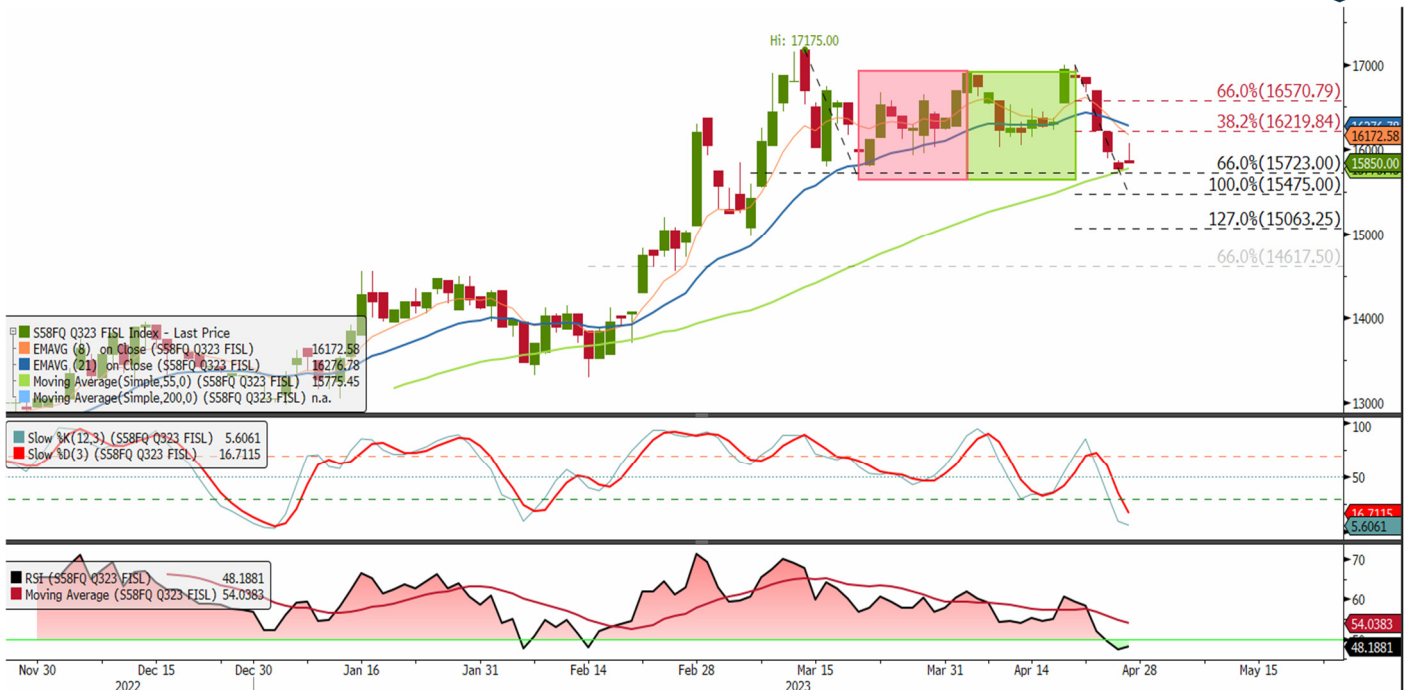 Hi: 17175.00
17000
66.0%(16570.79)
38.2%(16219.84)
16276.78
16172.58
16000
15850.00
66.0%(15723.00)
100.0%(15475.00)
127.0%(15063.25)
15000
66.0%(14617.50)
14000
13000
S58FQ Q323 FISL Index - Last Price
EMAVG (8) on Close (S58FQ Q323 FISL) 16172.58
EMAVG (21) on Close (S58FQ Q323 FISL) 16276.78
Moving Average(Simple,55,0) (S58FQ Q323 FISL) 15775.45
Moving Average(Simple,200,0) (S58FQ Q323 FISL) n.a.
100
Slow %K(12,3) (S58FQ Q323 FISL) 5.6061
Slow %D(3) (S58FQ Q323 FISL) 16.7115
50
16.7115
5.6061
70
RSI (S58FQ Q323 FISL) 48.1881
Moving Average (S58FQ Q323 FISL) 54.0383
60
54.0383
48.1881
Nov 30 Dec 15 Dec 30 Jan 16 Jan 31 Feb 14 Feb 28 Mar 15 Mar 31 Apr 14 Apr 28 May 15
2022 2023